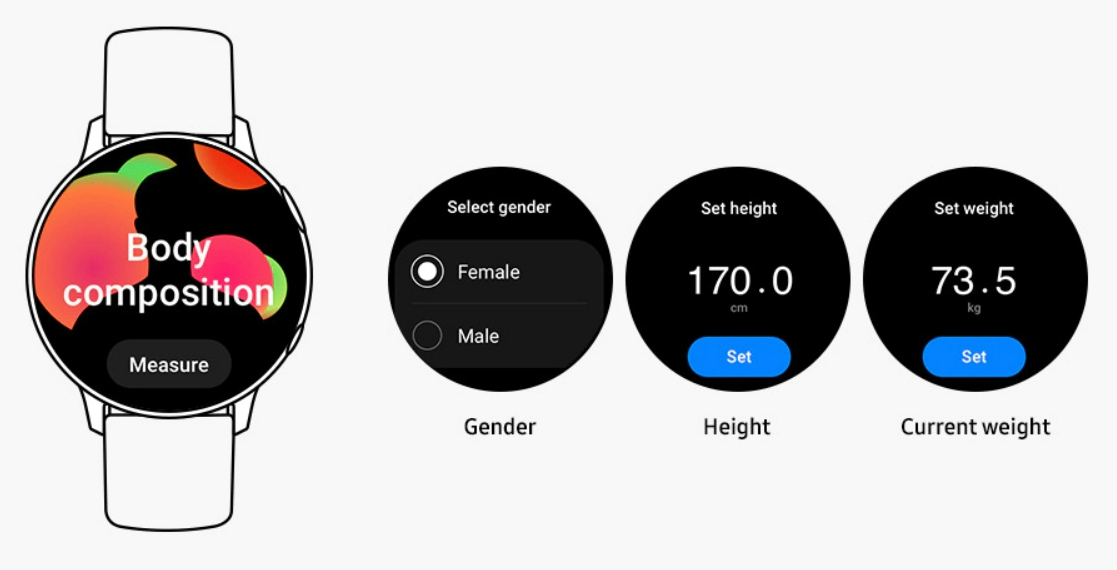 Body
composition
Measure
Select gender
Female
Male
Gender
Set height
170.0
cm
Set
Height
Set weight
73.5
kg
Set
Current weight